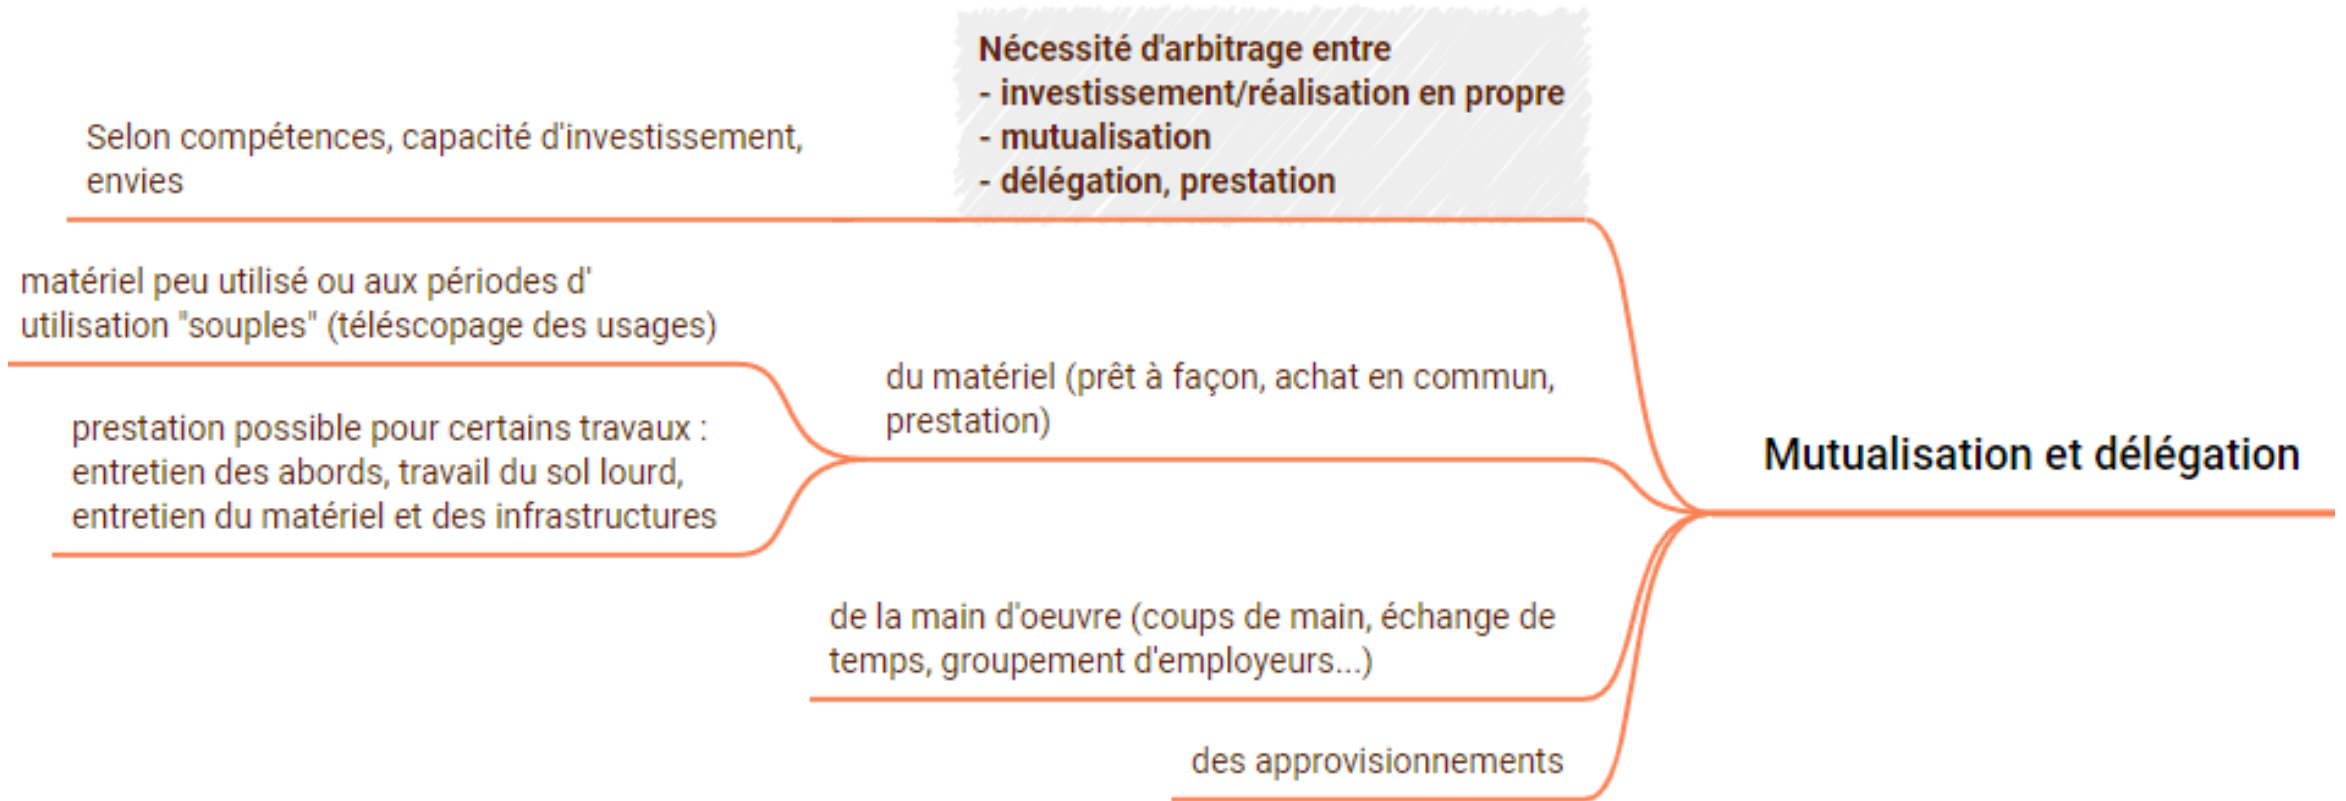 Nécessité d'arbitrage entre
- investissement/réalisation en propre
- mutualisation
- délégation, prestation
Selon compétences, capacité d'investissement,
envies
matériel peu utilisé ou aux périodes d'
utilisation "souples" (téléscopage des usages)
du matériel (prêt à façon, achat en commun,
prestation)
prestation possible pour certains travaux :
entretien des abords, travail du sol lourd,
entretien du matériel et des infrastructures
Mutualisation et délégation
de la main d'oeuvre (coups de main, échange de
temps, groupement d'employeurs...)
des approvisionnements